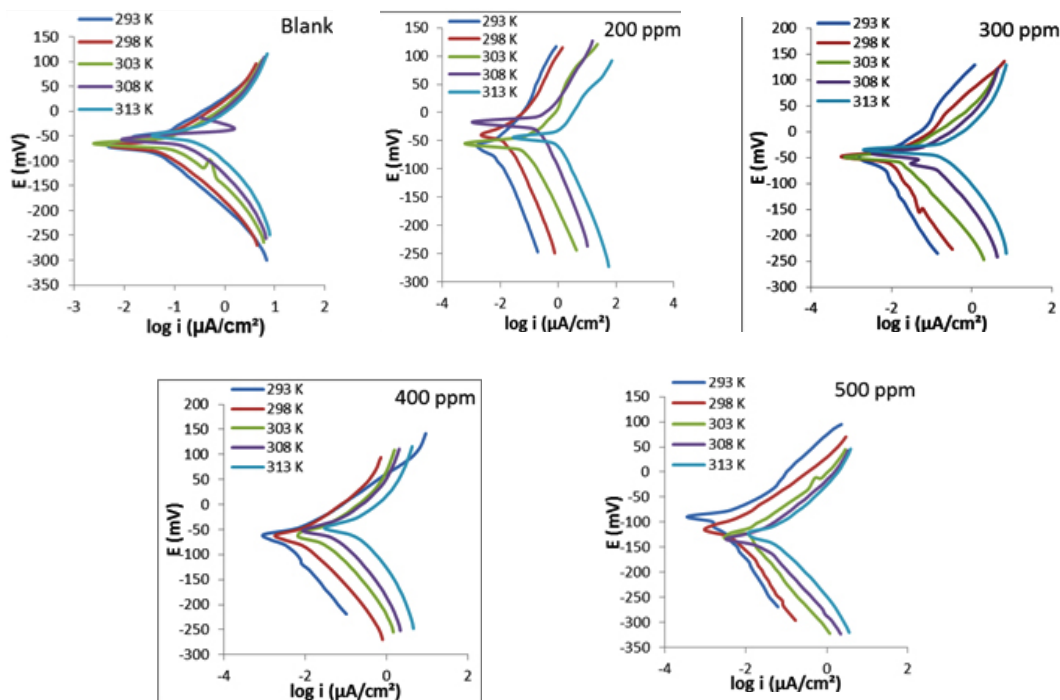 Blank
293 K
298 K
303 K
308 K
313 K
150
100
50
0
-50
-100
-150
-200
-250
-300
-350
E (mV)
-3
-2
-1
0
1
2
log i (µA/cm²)
200 ppm
293 K
298 K
303 K
308 K
313 K
150
100
50
0
-50
-100
-150
-200
-250
-300
E (mV)
-4
-2
0
2
4
log i (µA/cm²)
300 ppm
293 K
298 K
303 K
308 K
313 K
200
150
100
50
0
-50
-100
-150
-200
-250
-300
E (mV)
-4
-3
-2
-1
0
1
2
log i (µA/cm²)
400 ppm
293 K
298 K
303 K
308 K
313 K
200
150
100
50
0
-50
-100
-150
-200
-250
-300
E (mV)
-4
-2
0
2
log i (µA/cm²)
500 ppm
293 K
298 K
303 K
308 K
313 K
150
100
50
0
-50
-100
-150
-200
-250
-300
-350
E (mV)
-4
-2
0
2
log i (µA/cm²)